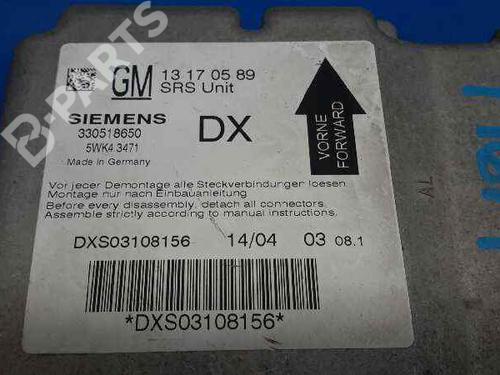 B-PARTS
GM
13 17 05 89
SRS Unit
SIEMENS
DX
330518650
5WK4 3471
Made in Germany
VORNE
FORWARD
Vor jecer Demontage alle Steckverbindungen loesen.
Montage nur nach Einbauanleitung.
Before every disassembly, detach all connectors.
Assemble strictly according to manual instructions.
DXS03108156 14/04 03 08.1
*DXS03108156*
AL